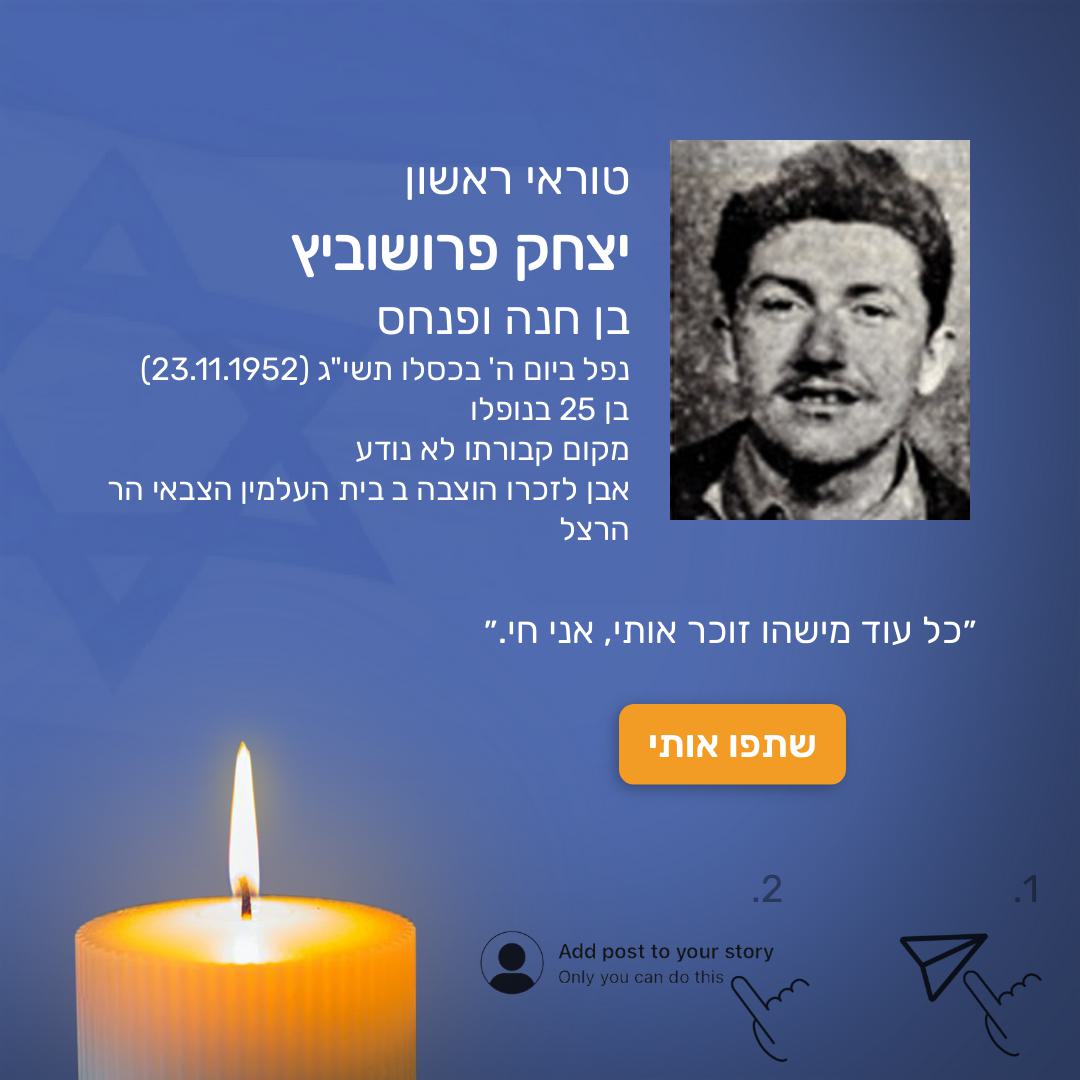 טוראי ראשון
יצחק פרושוביץ
בן חנה ופנחס
נפל ביום ה' בכסלו תשי"ג (23.11.1952)
בן 25 בנופלו
מקום קבורתו לא נודע
אבן לזכרו הוצבה ב בית העלמין הצבאי הר
הרצל
״כל עוד מישהו זוכר אותי, אני חי.״
שתפו אותי
.1
.2
Add post to your story
Only you can do this